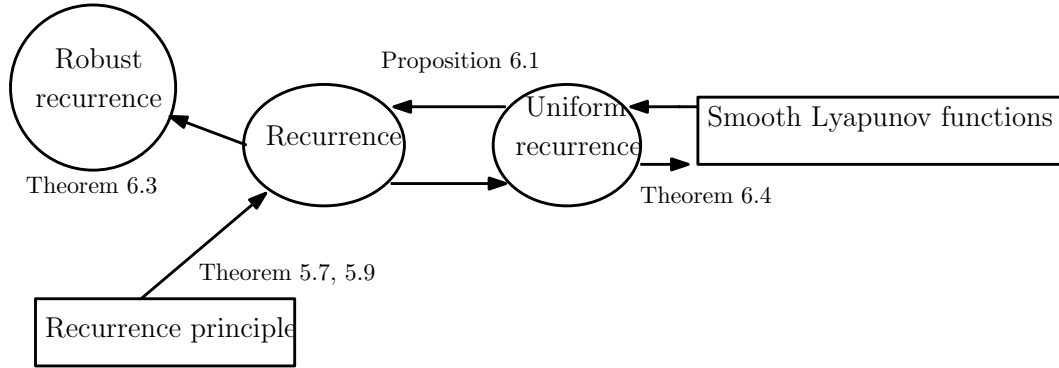 Robust
recurrence
Proposition 6.1
Recurrence
Uniform
recurrence
Smooth Lyapunov functions
Theorem 6.3
Theorem 6.4
Theorem 5.7, 5.9
Recurrence principle